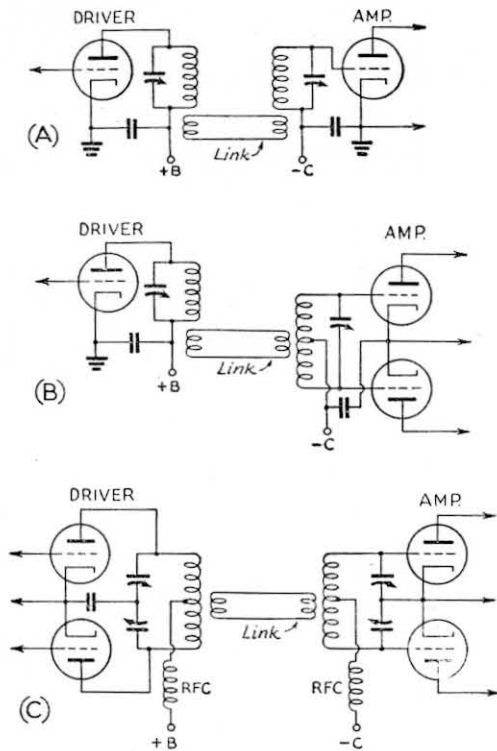 DRIVER
AMP.
(A)
Link
+B
-C
DRIVER
AMP.
(B)
Link
+B
-C
DRIVER
AMP.
(C)
Link
RFC
RFC
+B
-C